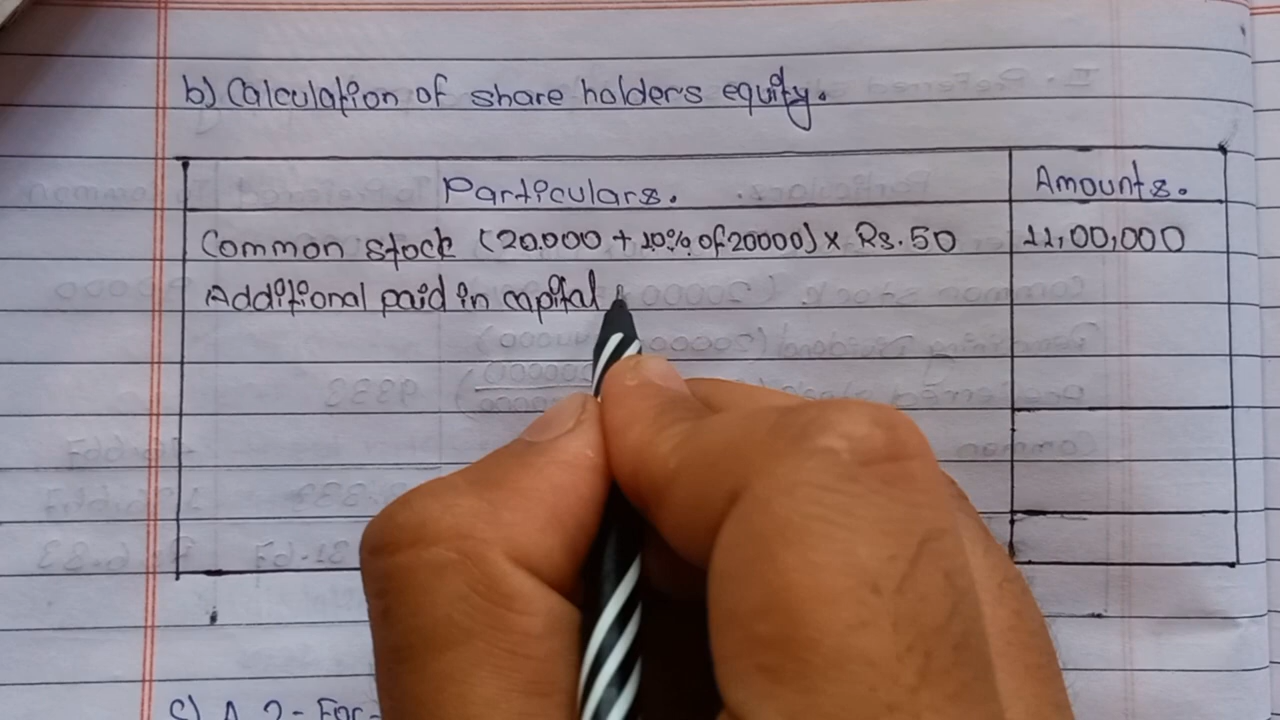 b) Calculation of share holders equity.
Particulars. Amounts.
Common stock (20.000 + 10% of 20000) x Rs. 50 11,00,000
Additional paid in capital